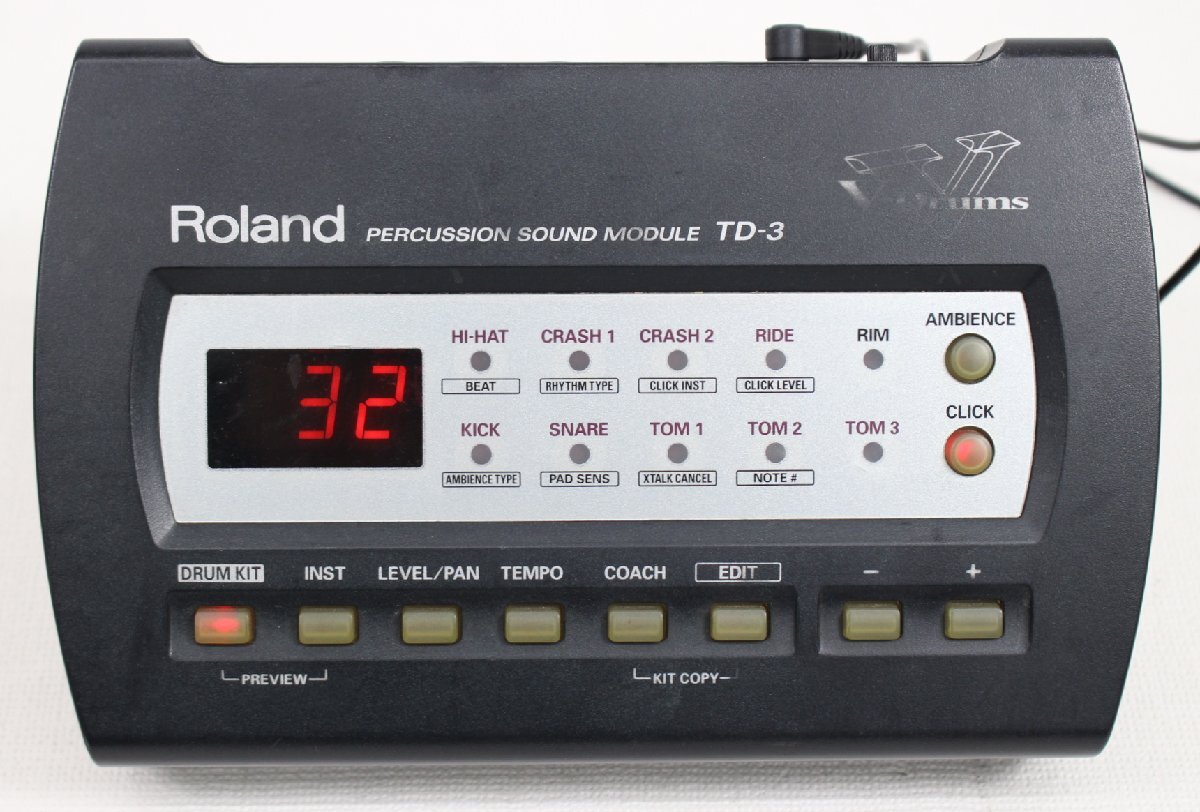 V-Drums
Roland PERCUSSION SOUND MODULE TD-3
AMBIENCE
HI-HAT CRASH 1 CRASH 2 RIDE RIM
BEAT RHYTHM TYPE CLICK INST CLICK LEVEL
32
CLICK
KICK SNARE TOM 1 TOM 2 TOM 3
AMBIENCE TYPE PAD SENS XTALK CANCEL NOTE #
DRUM KIT INST LEVEL/PAN TEMPO COACH EDIT - +
PREVIEW KIT COPY